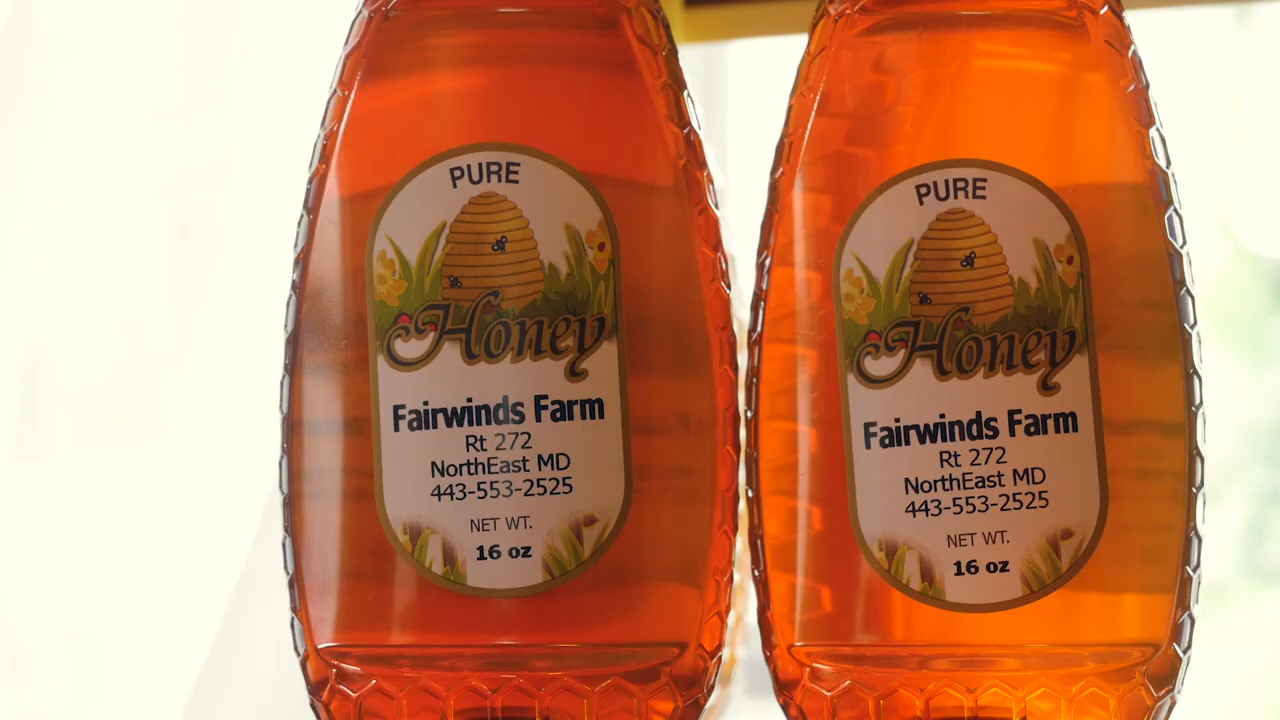 PURE
Honey
Fairwinds Farm
Rt 272
NorthEast MD
443-553-2525
NET WT.
16 oz
PURE
Honey
Fairwinds Farm
Rt 272
NorthEast MD
443-553-2525
NET WT.
16 oz